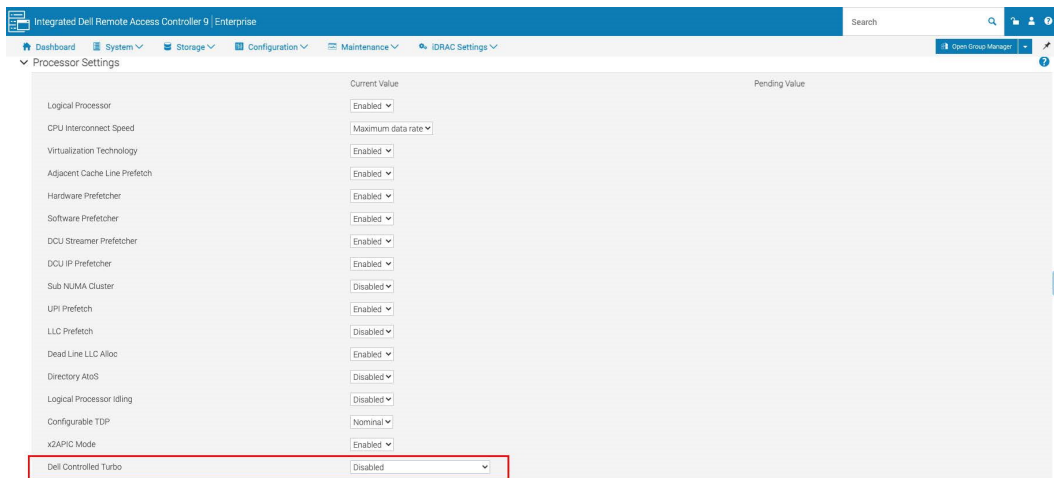 Integrated Dell Remote Access Controller 9 | Enterprise Search
Dashboard System Storage Configuration Maintenance iDRAC Settings Open Group Manager
Processor Settings
Current Value Pending Value
Logical Processor Enabled
CPU Interconnect Speed Maximum data rate
Virtualization Technology Enabled
Adjacent Cache Line Prefetch Enabled
Hardware Prefetcher Enabled
Software Prefetcher Enabled
DCU Streamer Prefetcher Enabled
DCU IP Prefetcher Enabled
Sub NUMA Cluster Disabled
UPI Prefetch Enabled
LLC Prefetch Disabled
Dead Line LLC Alloc Enabled
Directory AtoS Disabled
Logical Processor Idling Disabled
Configurable TDP Nominal
x2APIC Mode Enabled
Dell Controlled Turbo Disabled